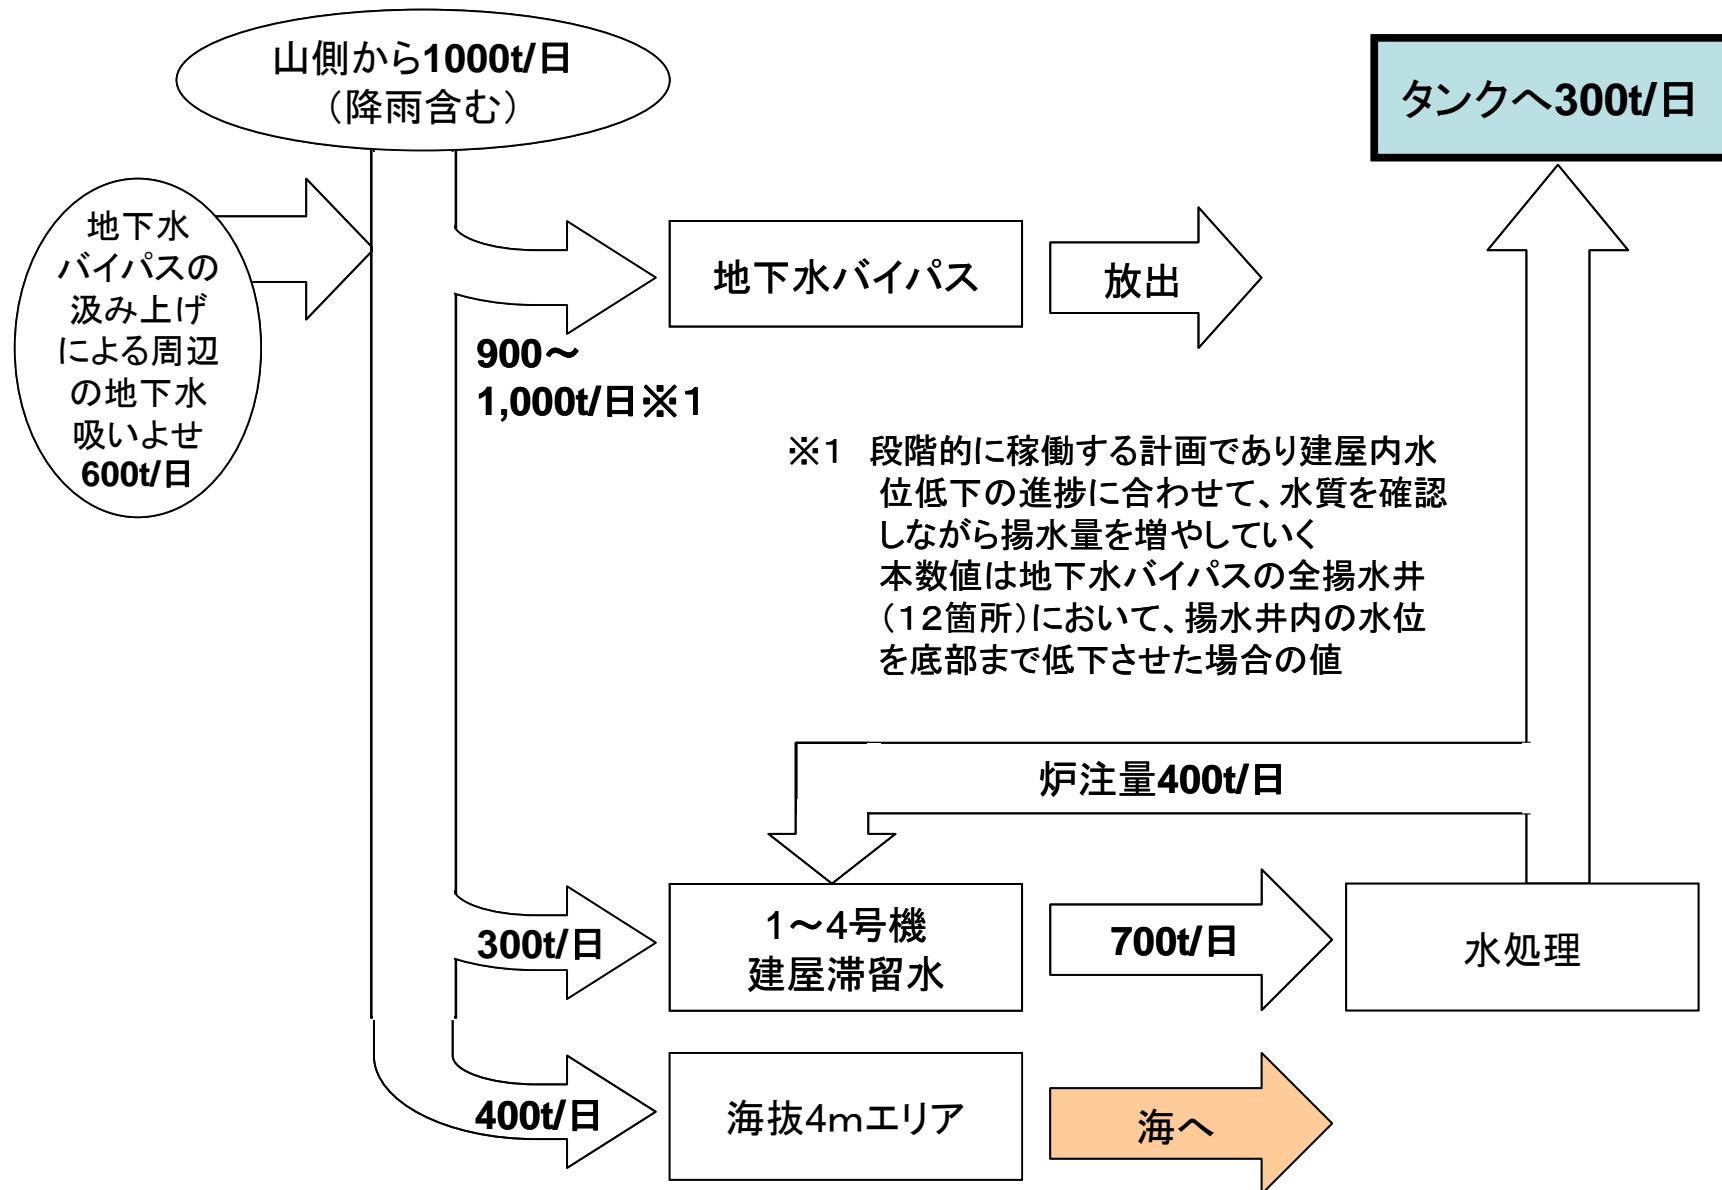 山側から1000t/日
（降雨含む）
タンクへ300t/日
地下水
バイパスの
汲み上げ
による周辺
の地下水
吸いよせ
600t/日
地下水バイパス
放出
900～
1,000t/日※１
※１　段階的に稼働する計画であり建屋内水
位低下の進捗に合わせて、水質を確認
しながら揚水量を増やしていく
本数値は地下水バイパスの全揚水井
（１２箇所）において、揚水井内の水位
を底部まで低下させた場合の値
炉注量400t/日
300t/日
1～4号機
建屋滞留水
700t/日
水処理
400t/日
海抜4ｍエリア
海へ